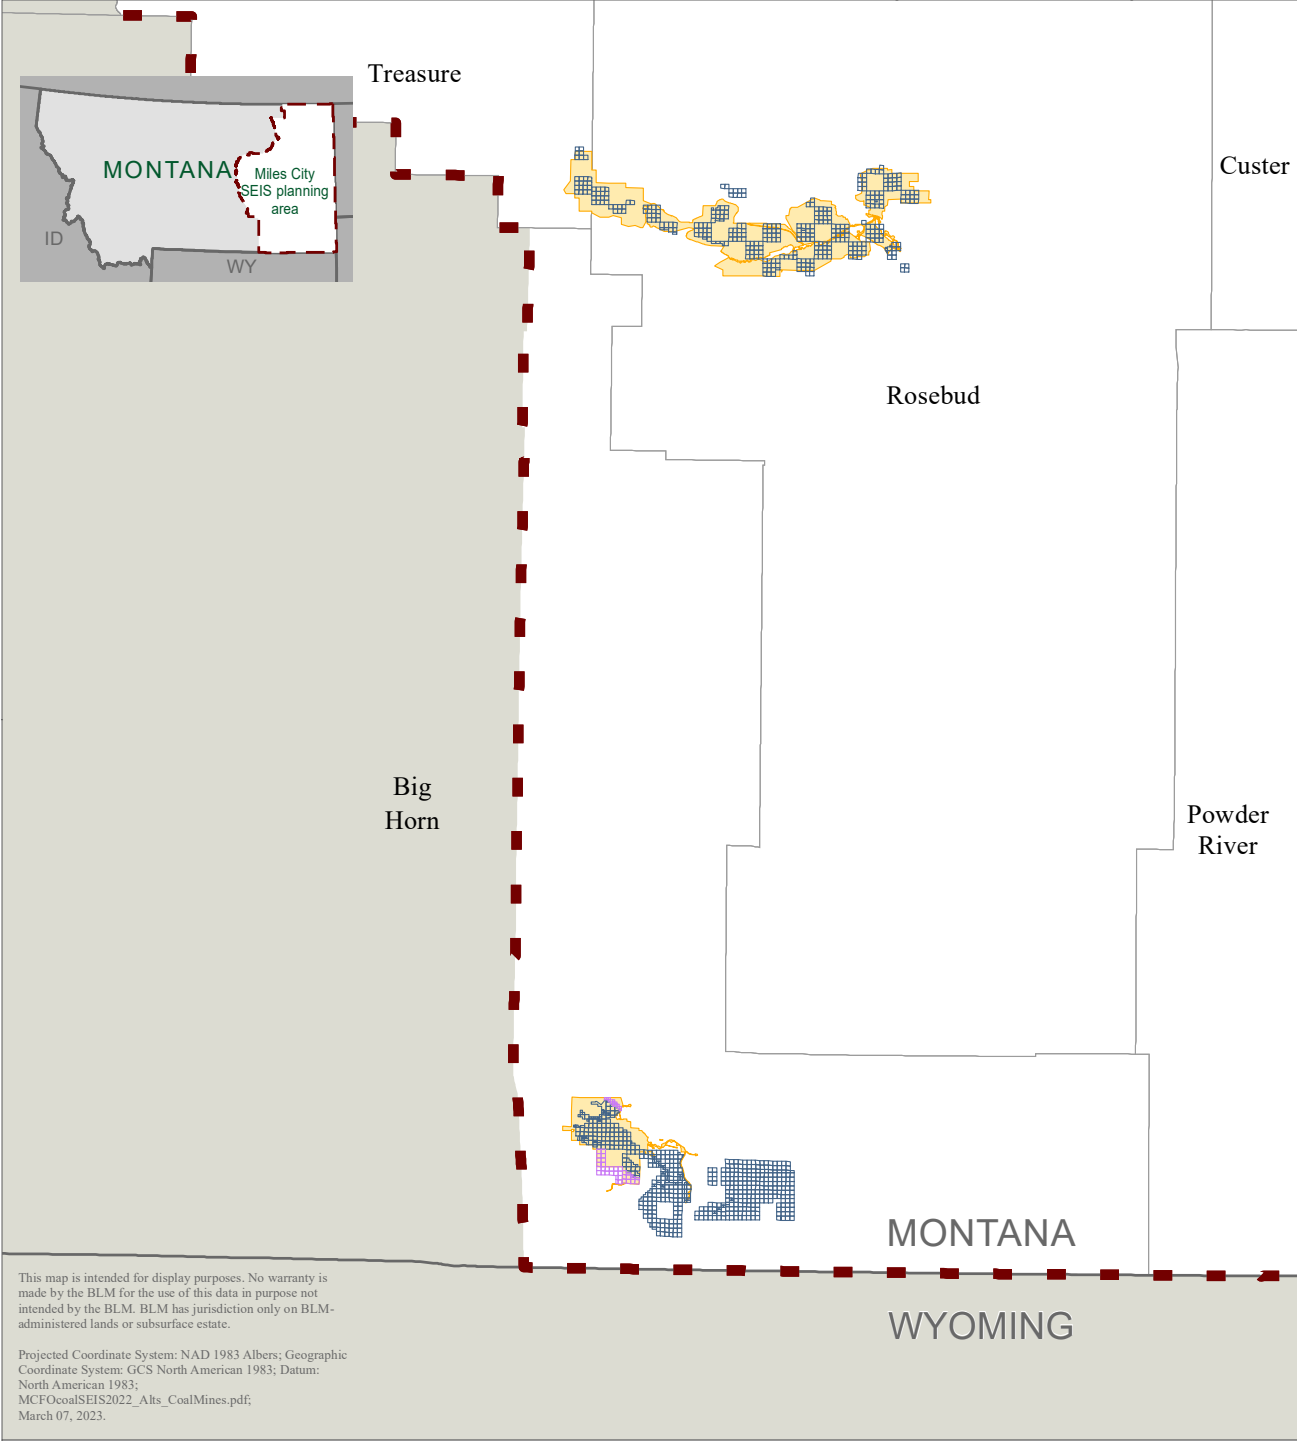 Treasure
Custer
MONTANA
Miles City
SEIS planning
area
ID
WY
Rosebud
Big
Horn
Powder
River
MONTANA
WYOMING
This map is intended for display purposes. No warranty is
made by the BLM for the use of this data in purpose not
intended by the BLM. BLM has jurisdiction only on BLM-
administered lands or subsurface estate.
Projected Coordinate System: NAD 1983 Albers; Geographic
Coordinate System: GCS North American 1983; Datum:
North American 1983;
MCFOcoalSEIS2022_Alts_CoalMines.pdf;
March 07, 2023.